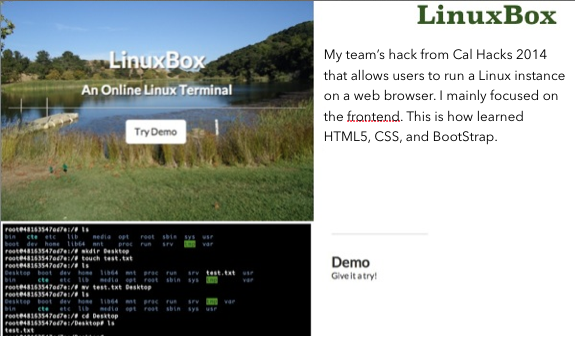 LinuxBox
LinuxBox
An Online Linux Terminal
Try Demo
My team's hack from Cal Hacks 2014
that allows users to run a Linux instance
on a web browser. I mainly focused on
the frontend. This is how learned
HTML5, CSS, and BootStrap.
root@48163547ad7e:/# ls
bin cte etc lib media opt root sbin sys usr
boot dev home lib64 mnt proc run srv tmp var
root@48163547ad7e:/# mkdir Desktop
root@48163547ad7e:/# touch test.txt
root@48163547ad7e:/# ls
Desktop boot dev home lib64 mnt proc run srv test.txt usr
bin cte etc lib media opt root sbin sys tmp var
root@48163547ad7e:/# mv test.txt Desktop
root@48163547ad7e:/# ls
Desktop boot dev home lib64 mnt proc run srv tmp var
bin cte etc lib media opt root sbin sys usr
root@48163547ad7e:/# cd Desktop
root@48163547ad7e:/Desktop# ls
test.txt
Demo
Give it a try!